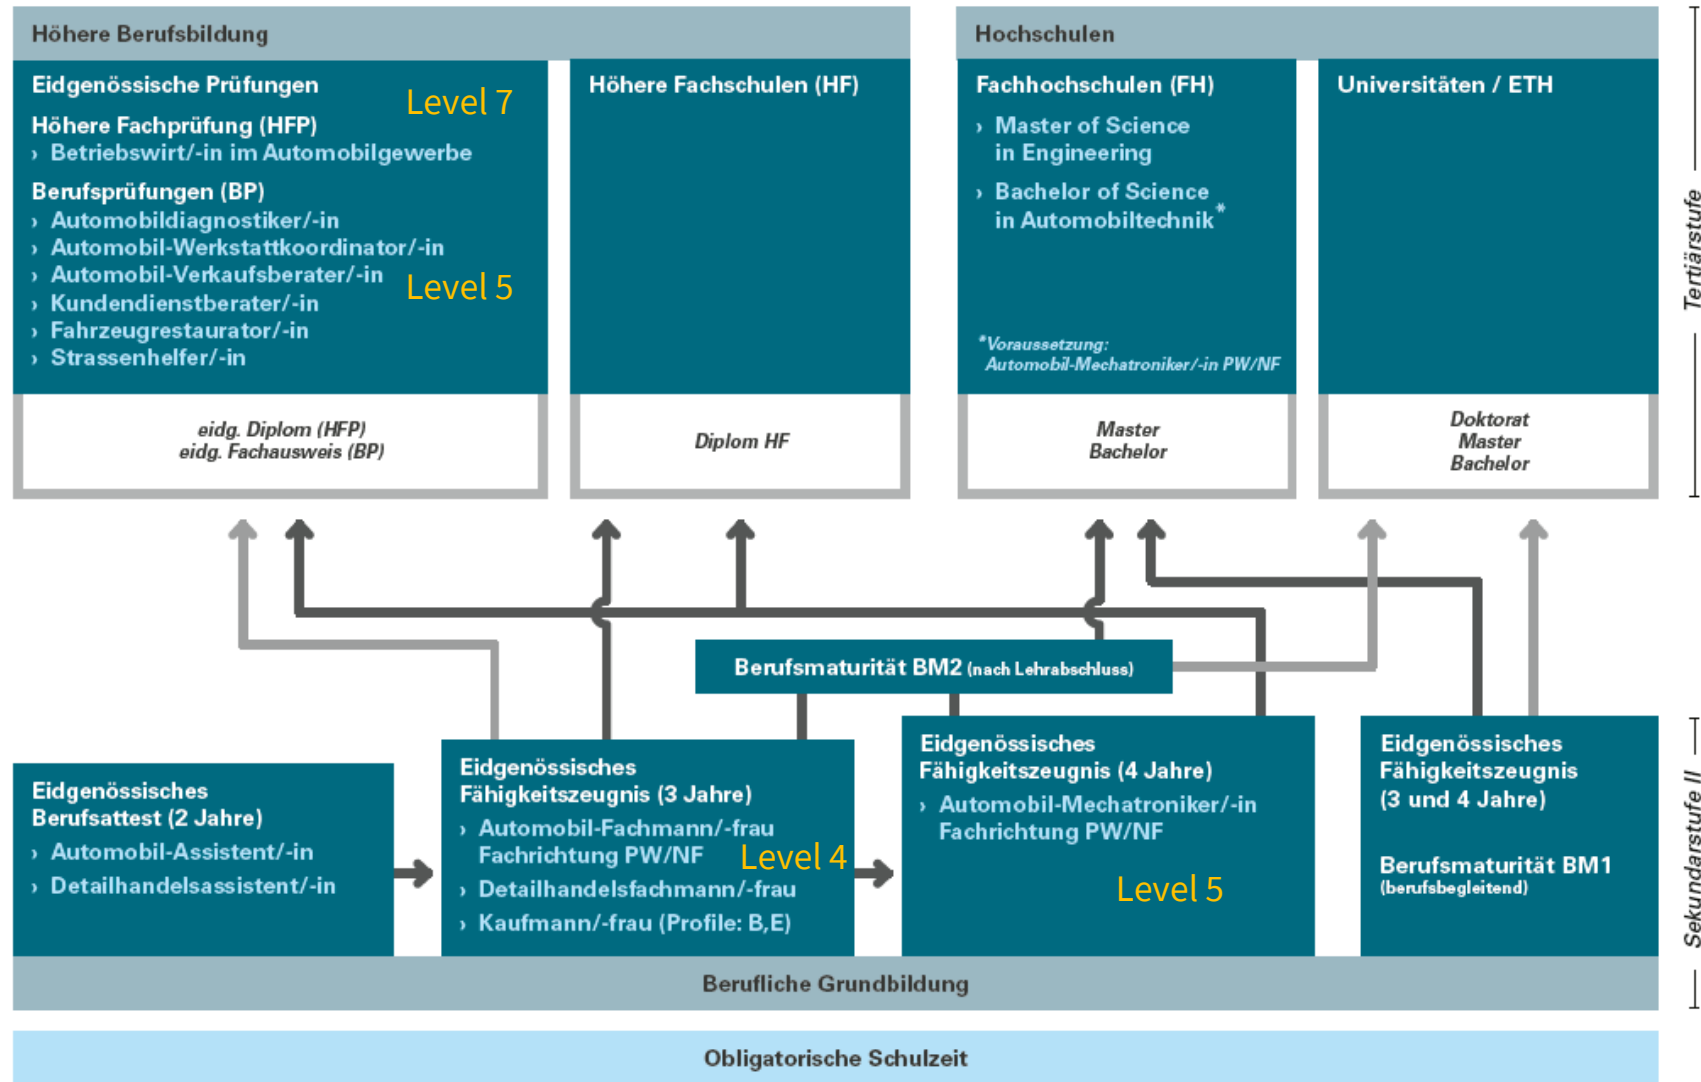 Höhere Berufsbildung
Eidgenössische Prüfungen
Level 7
Höhere Fachprüfung (HFP)
› Betriebswirt/-in im Automobilgewerbe
Berufsprüfungen (BP)
› Automobildiagnostiker/-in
› Automobil-Werkstattkoordinator/-in
› Automobil-Verkaufsberater/-in
Level 5
› Kundendienstberater/-in
› Fahrzeugrestaurator/-in
› Strassenhelfer/-in
eidg. Diplom (HFP)
eidg. Fachausweis (BP)
Höhere Fachschulen (HF)
Diplom HF
Hochschulen
Fachhochschulen (FH)
› Master of Science
in Engineering
› Bachelor of Science
in Automobiltechnik*
*Voraussetzung:
Automobil-Mechatroniker/-in PW/NF
Master
Bachelor
Universitäten / ETH
Doktorat
Master
Bachelor
Tertiärstufe
Berufsmaturität BM2 (nach Lehrabschluss)
Eidgenössisches
Berufsattest (2 Jahre)
› Automobil-Assistent/-in
› Detailhandelsassistent/-in
Eidgenössisches
Fähigkeitszeugnis (3 Jahre)
› Automobil-Fachmann/-frau
Fachrichtung PW/NF
Level 4
› Detailhandelsfachmann/-frau
› Kaufmann/-frau (Profile: B,E)
Eidgenössisches
Fähigkeitszeugnis (4 Jahre)
› Automobil-Mechatroniker/-in
Fachrichtung PW/NF
Level 5
Eidgenössisches
Fähigkeitszeugnis
(3 und 4 Jahre)
Berufsmaturität BM1
(berufsbegleitend)
Sekundarstufe II
Berufliche Grundbildung
Obligatorische Schulzeit